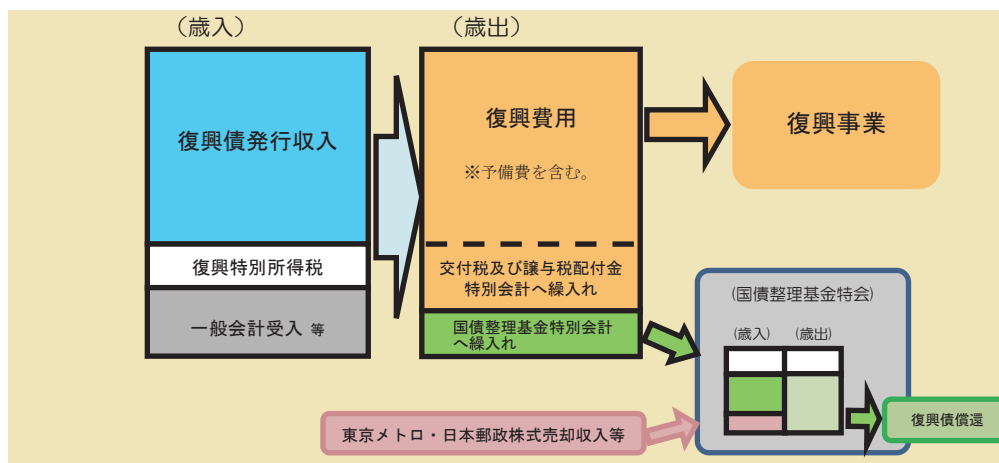 （歳入）
復興債発行収入
復興特別所得税
一般会計受入 等
（歳出）
復興費用
※予備費を含む。
交付税及び譲与税配付金
特別会計へ繰入れ
国債整理基金特別会計
へ繰入れ
復興事業
(国債整理基金特会)
(歳入)
(歳出)
東京メトロ・日本郵政株式売却収入等
復興債償還